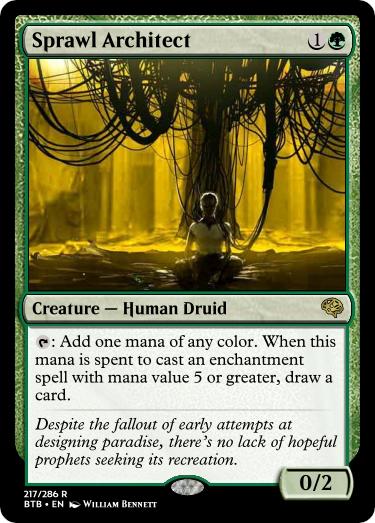 Sprawl Architect 1
Creature — Human Druid
: Add one mana of any color. When this
mana is spent to cast an enchantment
spell with mana value 5 or greater, draw a
card.
Despite the fallout of early attempts at
designing paradise, there's no lack of hopeful
prophets seeking its recreation.
0/2
217/286 R
BTB • EN William Bennett